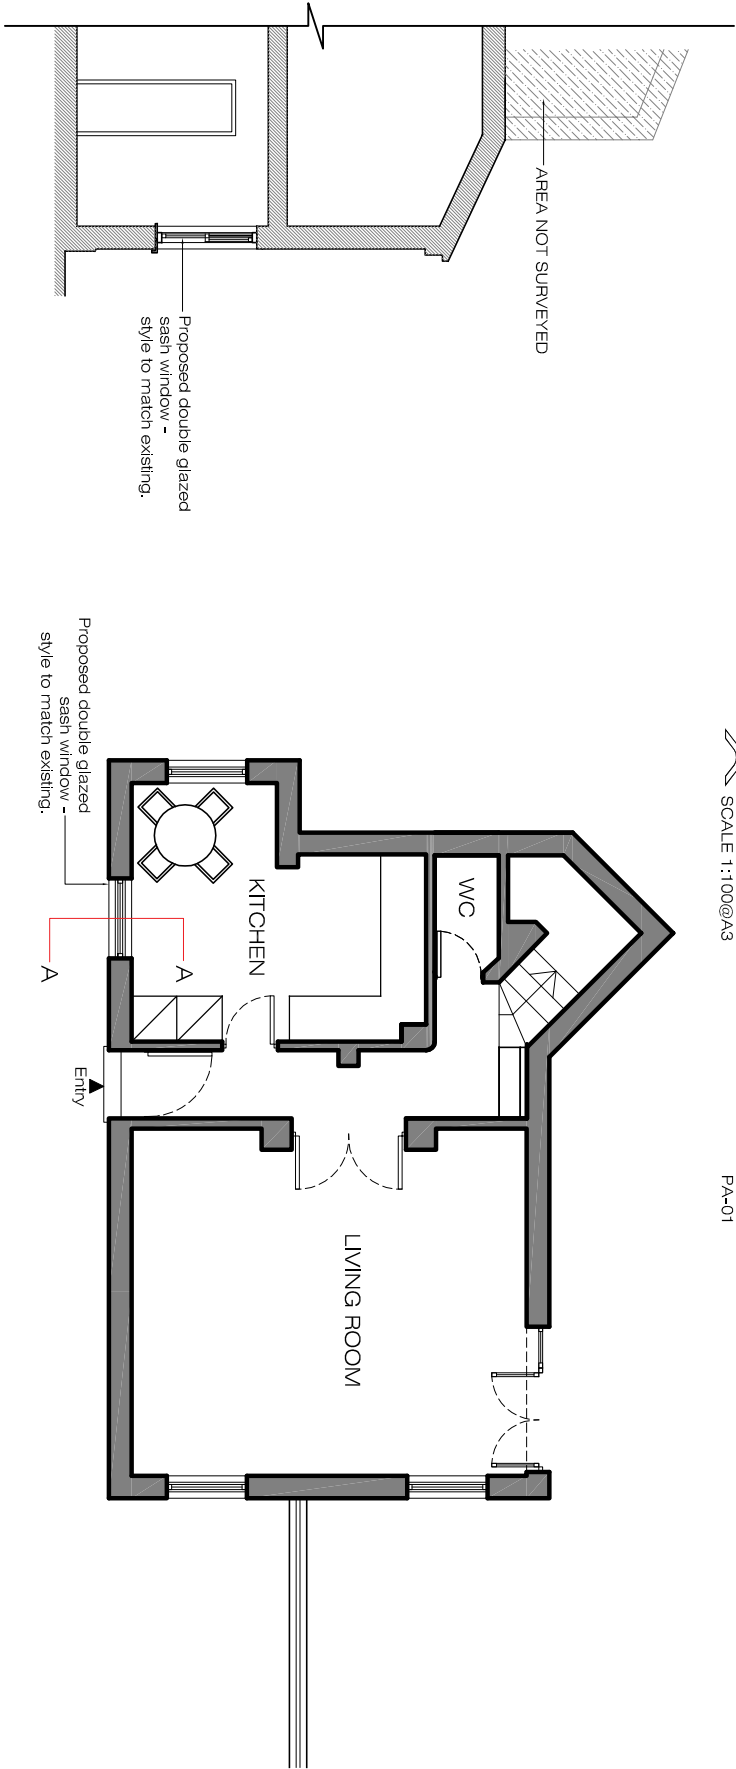 AREA NOT SURVEYED
Proposed double glazed
sash window -
style to match existing.
SCALE 1:100@A3
PA-01
Proposed double glazed
sash window -
style to match existing.
KITCHEN
WC
A
A
Entry
LIVING ROOM